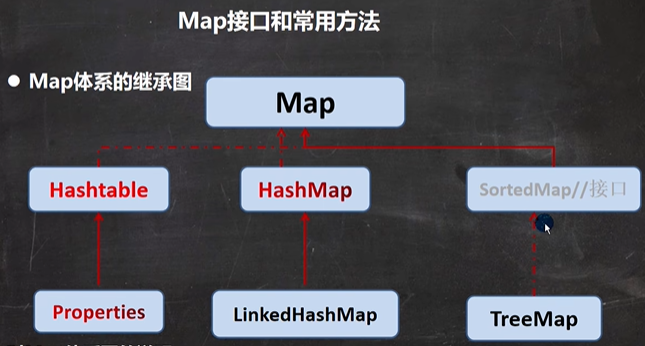 Map接口和常用方法
● Map体系的继承图
Map
Hashtable
HashMap
SortedMap//接口
Properties
LinkedHashMap
TreeMap